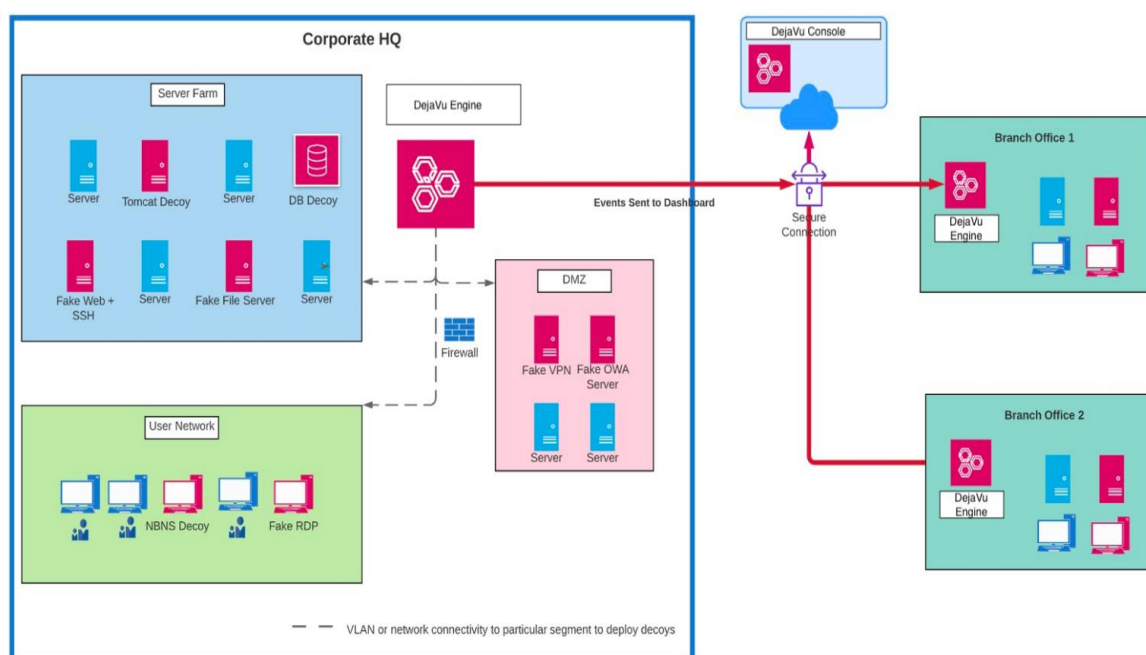 Corporate HQ
Server Farm
Server
Tomcat Decoy
Server
DB Decoy
Fake Web +
SSH
Server
Fake File Server
Server
DejaVu Engine
Firewall
DMZ
Fake VPN
Fake OWA
Server
Server
Server
User Network
NBNS Decoy
Fake RDP
VLAN or network connectivity to particular segment to deploy decoys
Events Sent to Dashboard
DejaVu Console
Secure
Connection
Branch Office 1
DejaVu
Engine
Branch Office 2
DejaVu
Engine